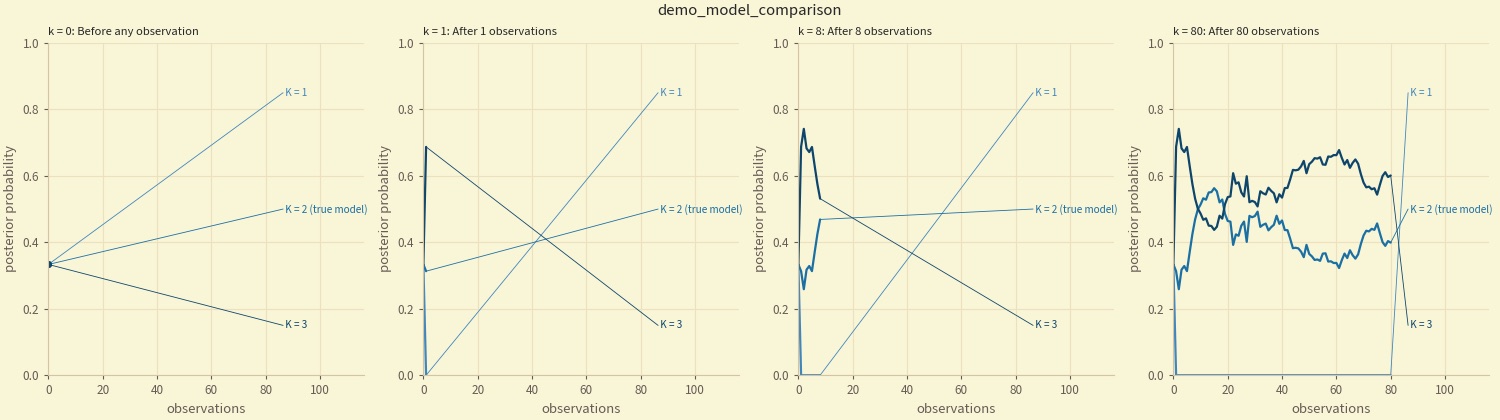 demo_model_comparison
k = 0: Before any observation
1.0
0.8
0.6
0.4
0.2
0.0
posterior probability
K = 1
K = 2 (true model)
K = 3
0 20 40 60 80 100
observations
k = 1: After 1 observations
1.0
0.8
0.6
0.4
0.2
0.0
posterior probability
K = 1
K = 2 (true model)
K = 3
0 20 40 60 80 100
observations
k = 8: After 8 observations
1.0
0.8
0.6
0.4
0.2
0.0
posterior probability
K = 1
K = 2 (true model)
K = 3
0 20 40 60 80 100
observations
k = 80: After 80 observations
1.0
0.8
0.6
0.4
0.2
0.0
posterior probability
K = 1
K = 2 (true model)
K = 3
0 20 40 60 80 100
observations